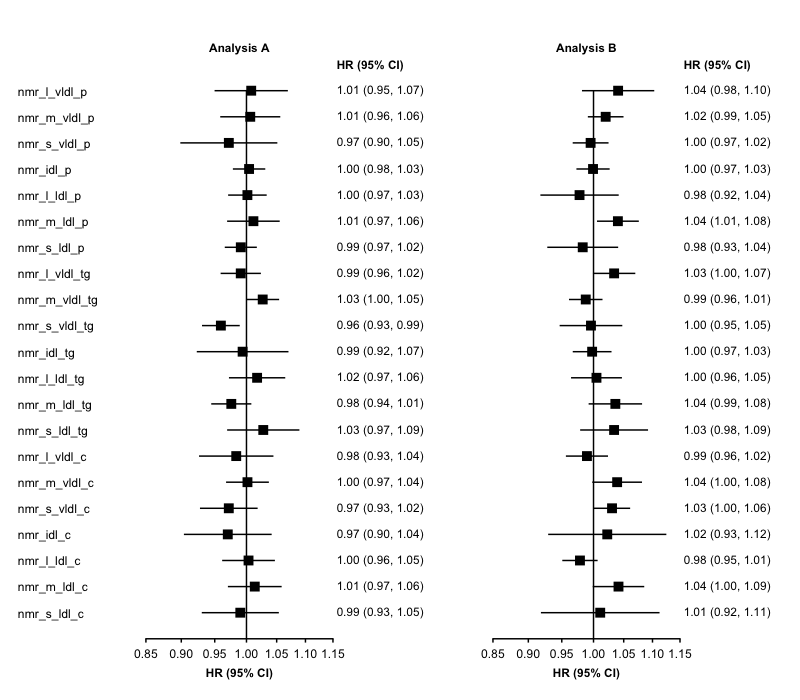 Analysis A Analysis B
HR (95% CI) HR (95% CI)
nmr_l_vldl_p 1.01 (0.95, 1.07) 1.04 (0.98, 1.10)
nmr_m_vldl_p 1.01 (0.96, 1.06) 1.02 (0.99, 1.05)
nmr_s_vldl_p 0.97 (0.90, 1.05) 1.00 (0.97, 1.02)
nmr_idl_p 1.00 (0.98, 1.03) 1.00 (0.97, 1.03)
nmr_l_ldl_p 1.00 (0.97, 1.03) 0.98 (0.92, 1.04)
nmr_m_ldl_p 1.01 (0.97, 1.06) 1.04 (1.01, 1.08)
nmr_s_ldl_p 0.99 (0.97, 1.02) 0.98 (0.93, 1.04)
nmr_l_vldl_tg 0.99 (0.96, 1.02) 1.03 (1.00, 1.07)
nmr_m_vldl_tg 1.03 (1.00, 1.05) 0.99 (0.96, 1.01)
nmr_s_vldl_tg 0.96 (0.93, 0.99) 1.00 (0.95, 1.05)
nmr_idl_tg 0.99 (0.92, 1.07) 1.00 (0.97, 1.03)
nmr_l_ldl_tg 1.02 (0.97, 1.06) 1.00 (0.96, 1.05)
nmr_m_ldl_tg 0.98 (0.94, 1.01) 1.04 (0.99, 1.08)
nmr_s_ldl_tg 1.03 (0.97, 1.09) 1.03 (0.98, 1.09)
nmr_l_vldl_c 0.98 (0.93, 1.04) 0.99 (0.96, 1.02)
nmr_m_vldl_c 1.00 (0.97, 1.04) 1.04 (1.00, 1.08)
nmr_s_vldl_c 0.97 (0.93, 1.02) 1.03 (1.00, 1.06)
nmr_idl_c 0.97 (0.90, 1.04) 1.02 (0.93, 1.12)
nmr_l_ldl_c 1.00 (0.96, 1.05) 0.98 (0.95, 1.01)
nmr_m_ldl_c 1.01 (0.97, 1.06) 1.04 (1.00, 1.09)
nmr_s_ldl_c 0.99 (0.93, 1.05) 1.01 (0.92, 1.11)
0.85 0.90 0.95 1.00 1.05 1.10 1.15 0.85 0.90 0.95 1.00 1.05 1.10 1.15
HR (95% CI) HR (95% CI)